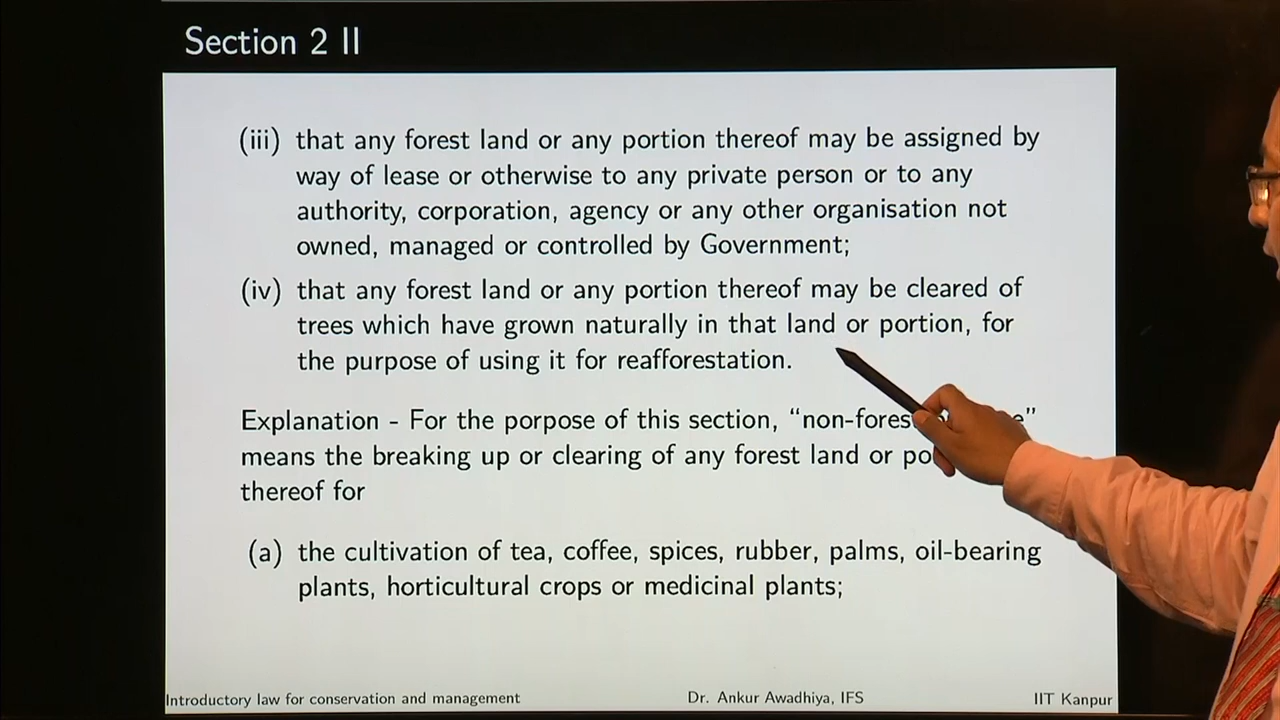 Section 2 II
(iii) that any forest land or any portion thereof may be assigned by
way of lease or otherwise to any private person or to any
authority, corporation, agency or any other organisation not
owned, managed or controlled by Government;
(iv) that any forest land or any portion thereof may be cleared of
trees which have grown naturally in that land or portion, for
the purpose of using it for reafforestation.
Explanation - For the porpose of this section, "non-fores
means the breaking up or clearing of any forest land or po
thereof for
(a) the cultivation of tea, coffee, spices, rubber, palms, oil-bearing
plants, horticultural crops or medicinal plants;
Introductory law for conservation and management Dr. Ankur Awadhiya, IFS IIT Kanpur